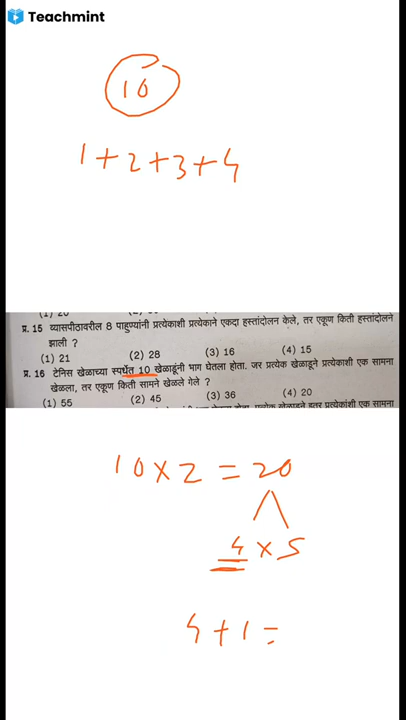 Teachmint
10
1+2+3+4
प्र. 15 व्यासपीठावरील 8 पाहुण्यांनी प्रत्येकाशी प्रत्येकाने एकदा हस्तांदोलन केले, तर एकूण किती हस्तांदोलने
झाली ?
(1) 21 (2) 28 (3) 16 (4) 15
प्र. 16 टेनिस खेळाच्या स्पर्धेत 10 खेळाडूंनी भाग घेतला होता. जर प्रत्येक खेळाडूने प्रत्येकाशी एक सामना
खेळला, तर एकूण किती सामने खेळले गेले ?
(1) 55 (2) 45 (3) 36 (4) 20
10 × 2 = 20
4 × 5
4 + 1 =